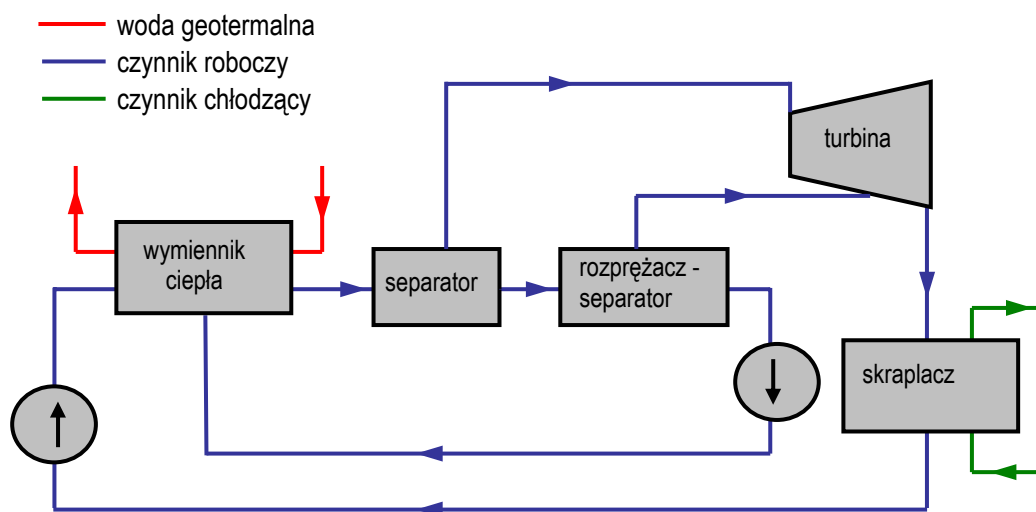 woda geotermalna
czynnik roboczy
czynnik chłodzący
turbina
wymiennik
ciepła
separator
rozprężacz -
separator
skraplacz